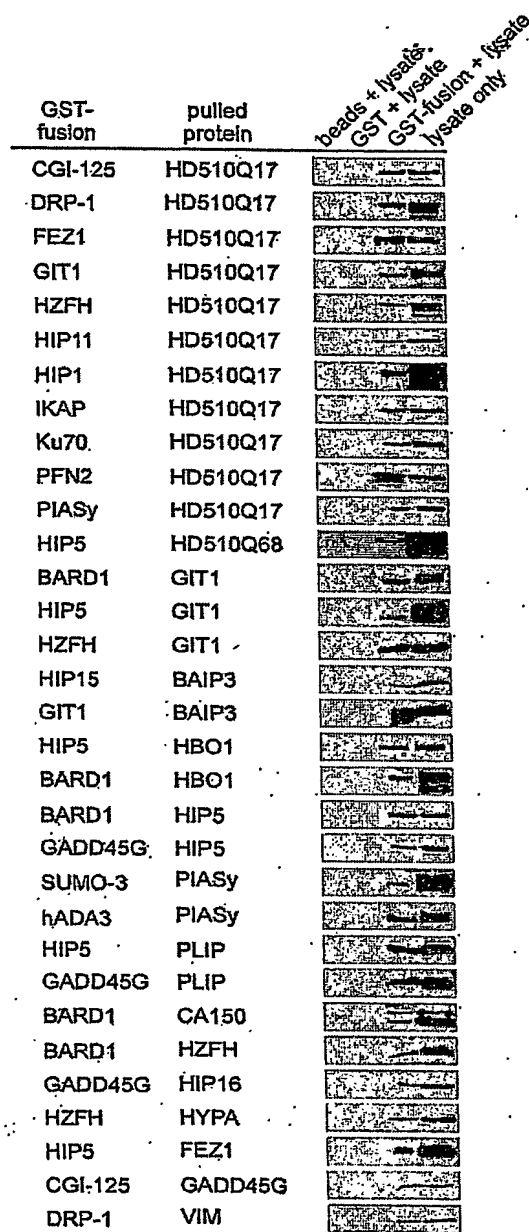 beads + lysate
GST + lysate
GST-fusion + lysate
lysate only
GST-fusion pulled protein
CGI-125 HD510Q17
DRP-1 HD510Q17
FEZ1 HD510Q17
GIT1 HD510Q17
HZFH HD510Q17
HIP11 HD510Q17
HIP1 HD510Q17
IKAP HD510Q17
Ku70 HD510Q17
PFN2 HD510Q17
PIASy HD510Q17
HIP5 HD510Q68
BARD1 GIT1
HIP5 GIT1
HZFH GIT1
HIP15 BAIP3
GIT1 BAIP3
HIP5 HBO1
BARD1 HBO1
BARD1 HIP5
GADD45G HIP5
SUMO-3 PIASy
hADA3 PIASy
HIP5 PLIP
GADD45G PLIP
BARD1 CA150
BARD1 HZFH
GADD45G HIP16
HZFH HYPA
HIP5 FEZ1
CGI-125 GADD45G
DRP-1 VIM